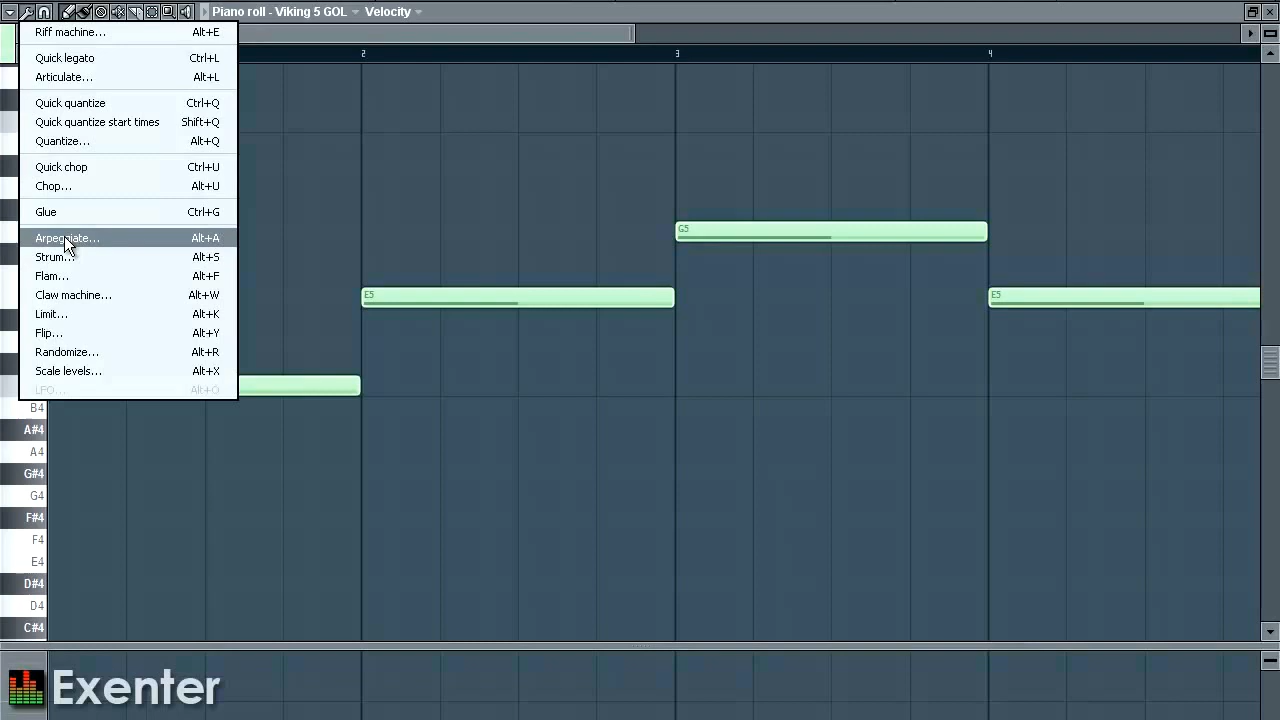 Piano roll - Viking 5 GOL Velocity
Riff machine... Alt+E
Quick legato Ctrl+L
Articulate... Alt+L
Quick quantize Ctrl+Q
Quick quantize start times Shift+Q
Quantize... Alt+Q
Quick chop Ctrl+U
Chop... Alt+U
Glue Ctrl+G
Arpeggiate... Alt+A
Strum... Alt+S
Flam... Alt+F
Claw machine... Alt+W
Limit... Alt+K
Flip... Alt+Y
Randomize... Alt+R
Scale levels... Alt+X
LFO... Alt+O
2 3 4
G5
E5 E5
B4
A#4
A4
G#4
G4
F#4
F4
E4
D#4
D4
C#4
Exenter